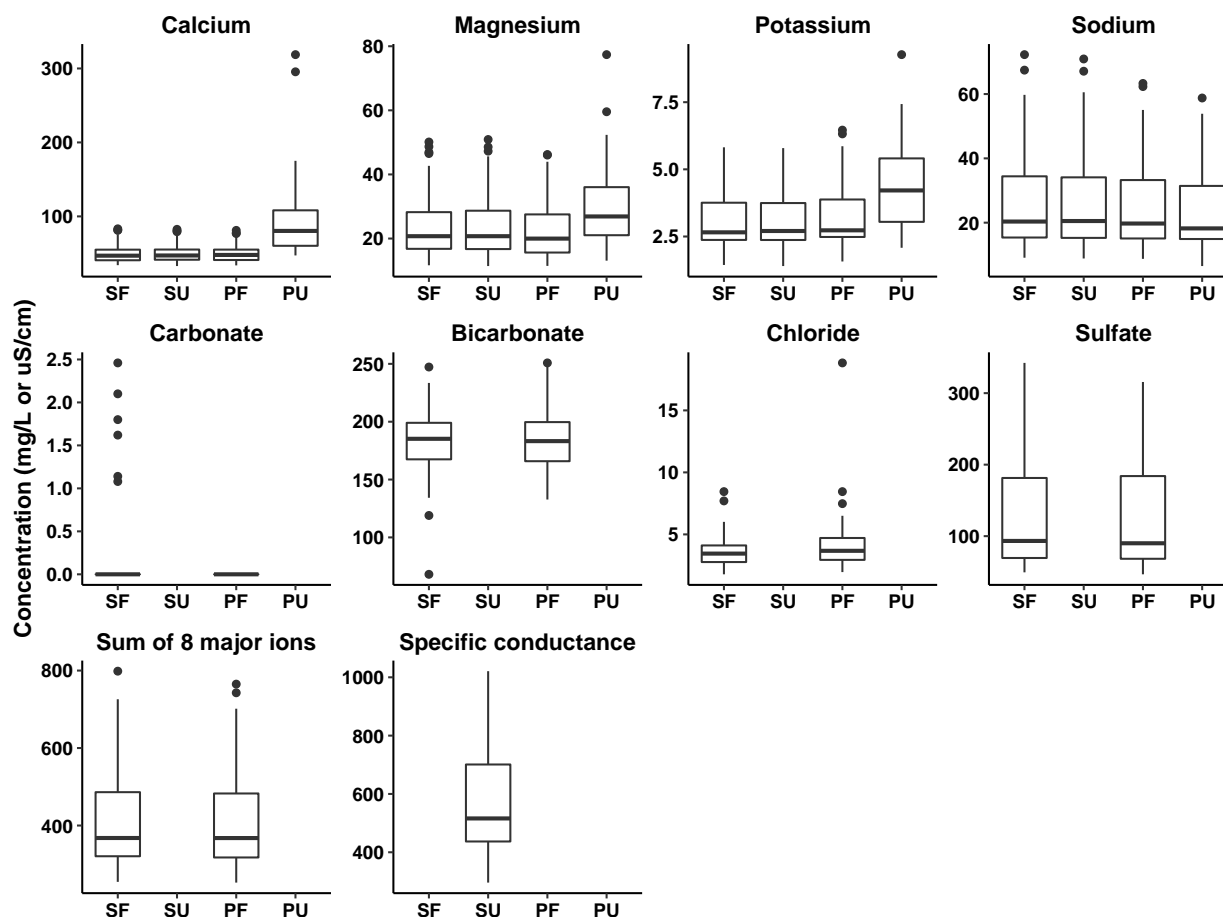 Calcium
300
200
100
SF SU PF PU
Magnesium
80
60
40
20
SF SU PF PU
Potassium
7.5
5.0
2.5
SF SU PF PU
Sodium
60
40
20
SF SU PF PU
Concentration (mg/L or uS/cm)
Carbonate
2.5
2.0
1.5
1.0
0.5
0.0
SF SU PF PU
Bicarbonate
250
200
150
100
SF SU PF PU
Chloride
15
10
5
SF SU PF PU
Sulfate
300
200
100
SF SU PF PU
Sum of 8 major ions
800
600
400
SF SU PF PU
Specific conductance
1000
800
600
400
SF SU PF PU